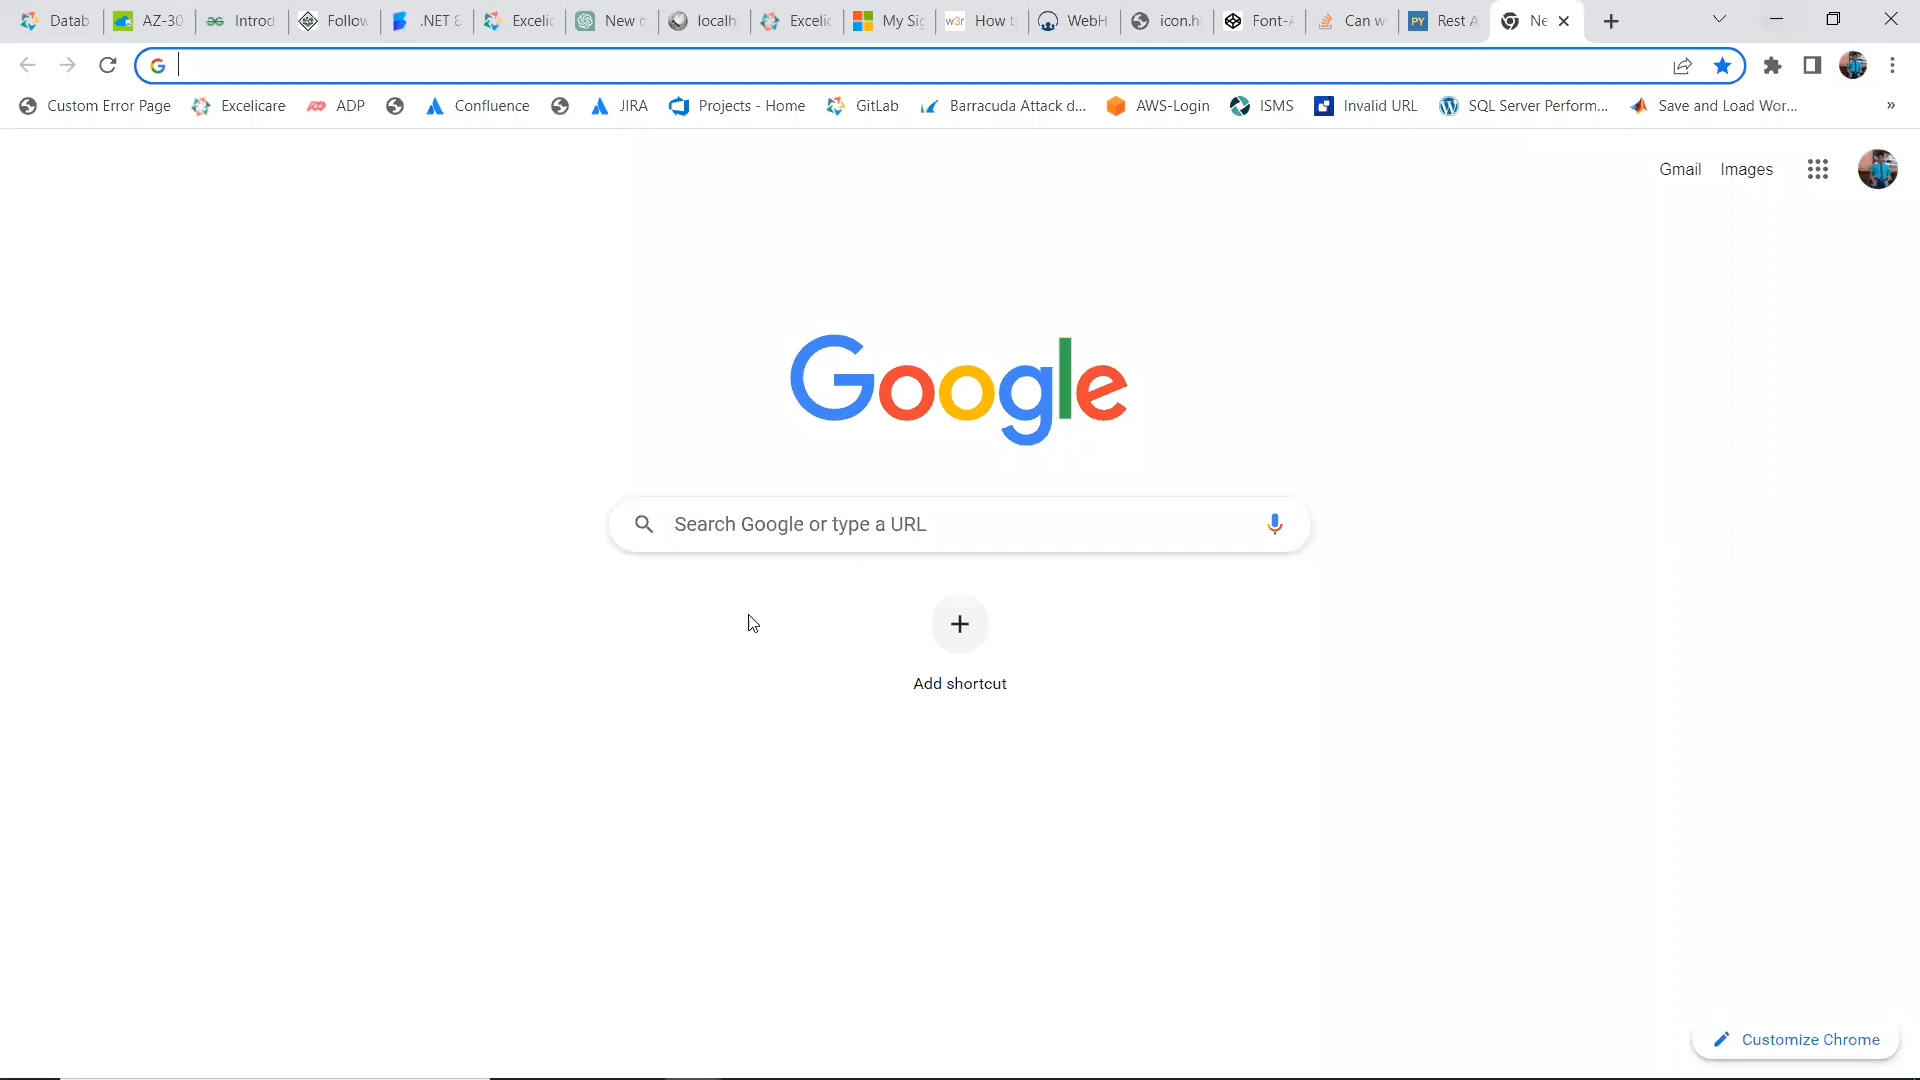 Datab AZ-30 Introd Follow .NET 8 Excelic New c localh Excelic My Sig How t WebH icon.h Font-A Can w Rest A Ne
Custom Error Page Excelicare ADP Confluence JIRA Projects - Home GitLab Barracuda Attack d... AWS-Login ISMS Invalid URL SQL Server Perform... Save and Load Wor... »
Gmail Images
Google
Search Google or type a URL
Add shortcut
Customize Chrome